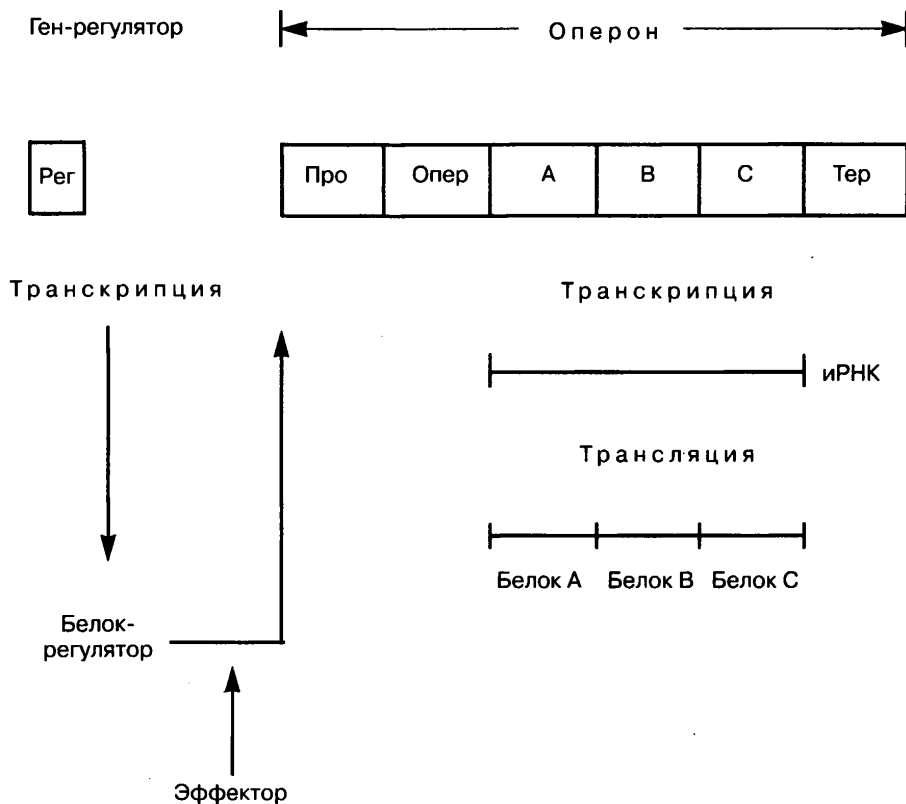 Ген-регулятор
Оперон
Рег
Про Опер А В С Тер
Транскрипция Транскрипция
иРНК
Трансляция
Белок А Белок В Белок С
Белок-
регулятор
Эффектор